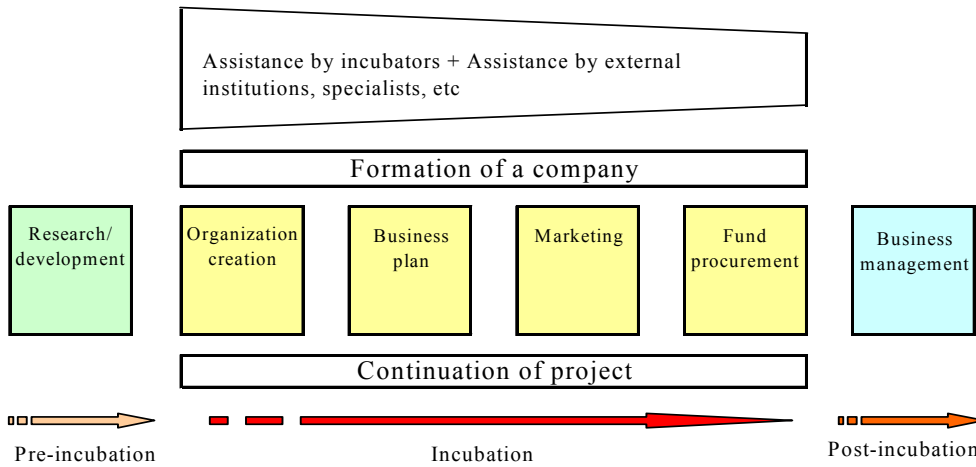 Assistance by incubators + Assistance by external
institutions, specialists, etc
Formation of a company
Research/
development
Organization
creation
Business
plan
Marketing
Fund
procurement
Business
management
Continuation of project
Pre-incubation
Incubation
Post-incubation